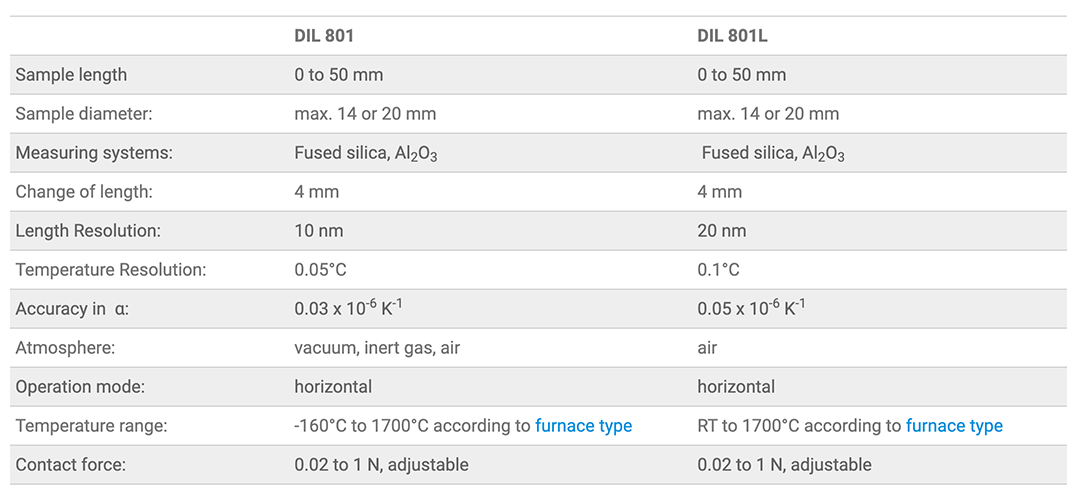 DIL 801 DIL 801L
Sample length 0 to 50 mm 0 to 50 mm
Sample diameter: max. 14 or 20 mm max. 14 or 20 mm
Measuring systems: Fused silica, Al₂O₃ Fused silica, Al₂O₃
Change of length: 4 mm 4 mm
Length Resolution: 10 nm 20 nm
Temperature Resolution: 0.05°C 0.1°C
Accuracy in α: 0.03 x 10⁻⁶ K⁻¹ 0.05 x 10⁻⁶ K⁻¹
Atmosphere: vacuum, inert gas, air air
Operation mode: horizontal horizontal
Temperature range: -160°C to 1700°C according to furnace type RT to 1700°C according to furnace type
Contact force: 0.02 to 1 N, adjustable 0.02 to 1 N, adjustable